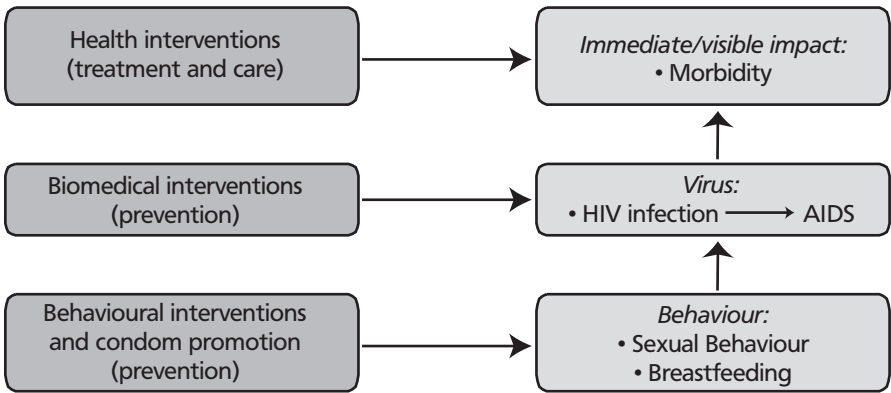 Health interventions
(treatment and care)
Immediate/visible impact:
• Morbidity
Biomedical interventions
(prevention)
Virus:
• HIV infection → AIDS
Behavioural interventions
and condom promotion
(prevention)
Behaviour:
• Sexual Behaviour
• Breastfeeding